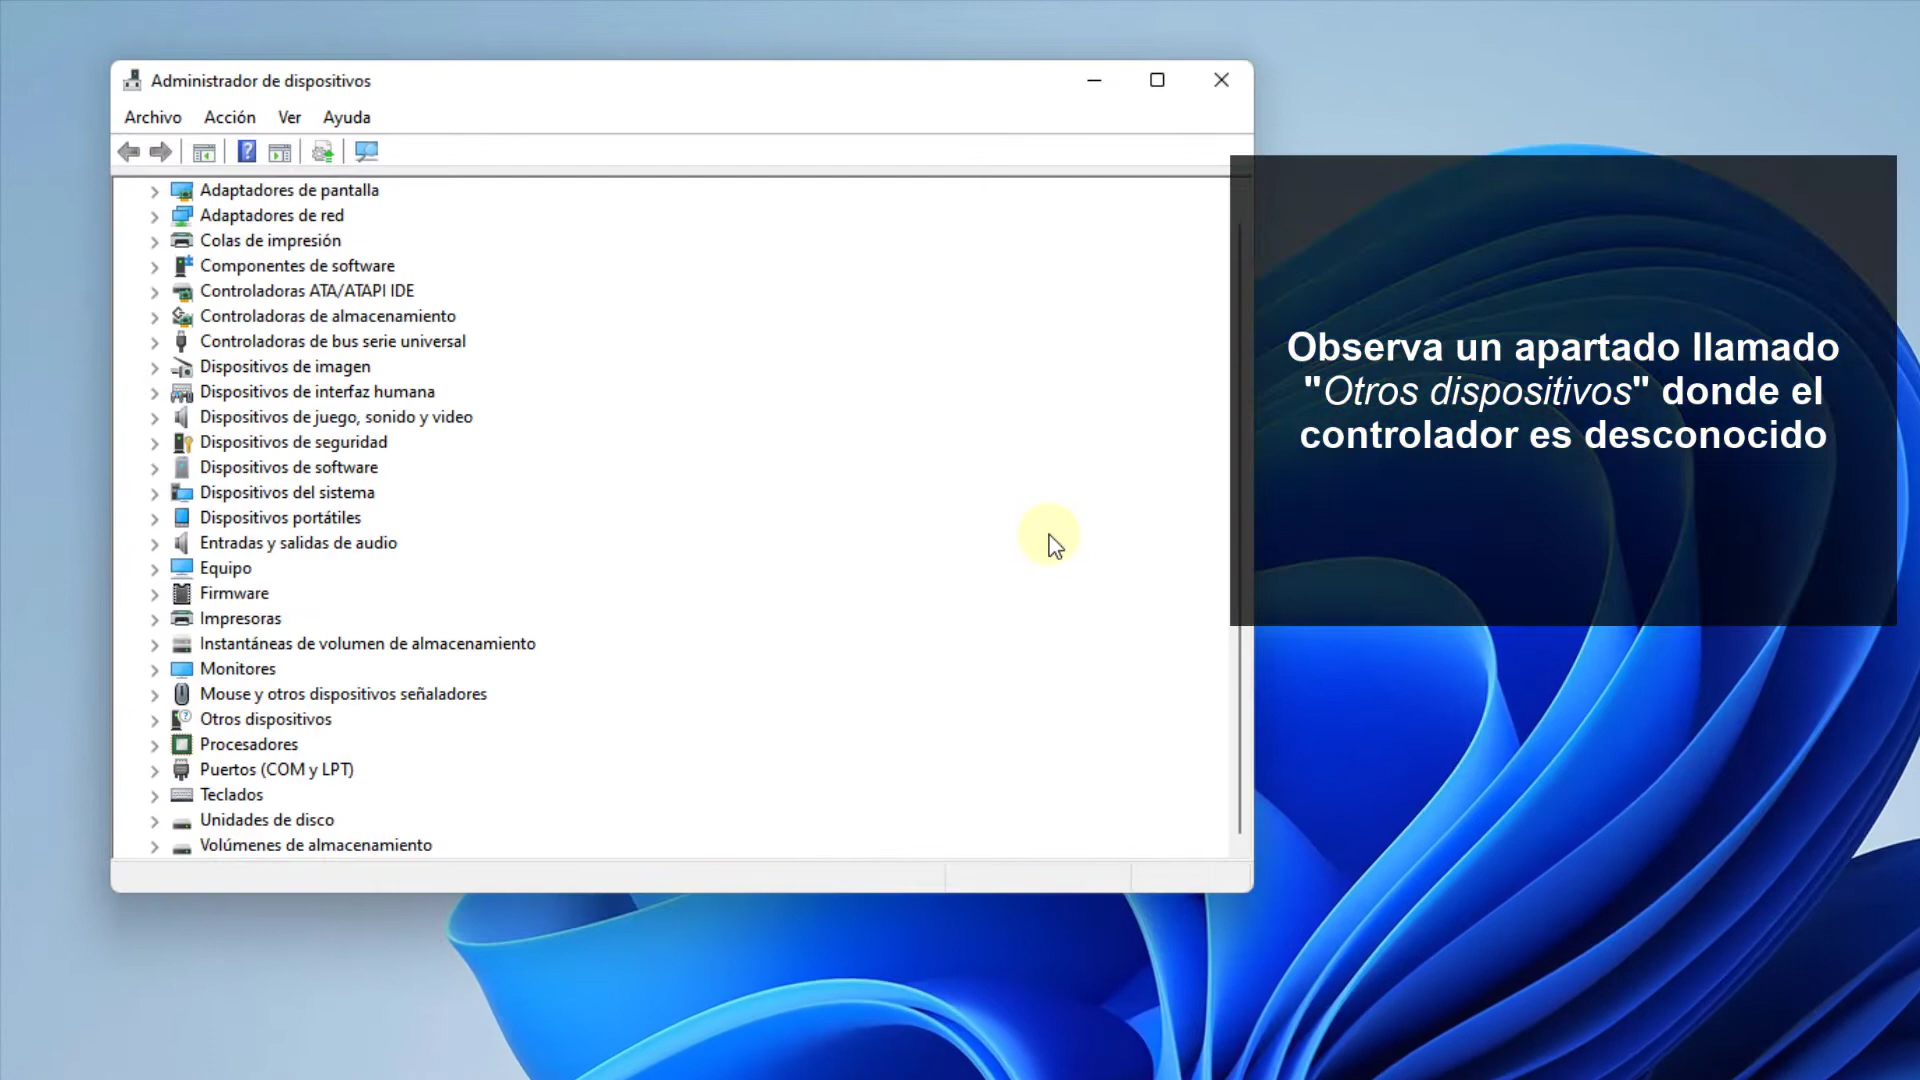 Administrador de dispositivos
Archivo Acción Ver Ayuda
Adaptadores de pantalla
Adaptadores de red
Colas de impresión
Componentes de software
Controladoras ATA/ATAPI IDE
Controladoras de almacenamiento
Controladoras de bus serie universal
Dispositivos de imagen
Dispositivos de interfaz humana
Dispositivos de juego, sonido y video
Dispositivos de seguridad
Dispositivos de software
Dispositivos del sistema
Dispositivos portátiles
Entradas y salidas de audio
Equipo
Firmware
Impresoras
Instantáneas de volumen de almacenamiento
Monitores
Mouse y otros dispositivos señaladores
Otros dispositivos
Procesadores
Puertos (COM y LPT)
Teclados
Unidades de disco
Volúmenes de almacenamiento
Observa un apartado llamado
"Otros dispositivos" donde el
controlador es desconocido